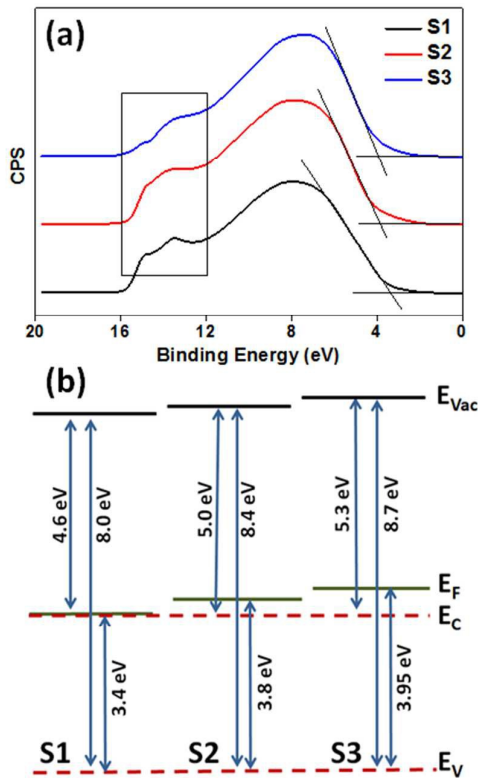 (a)
S1
S2
S3
CPS
20 16 12 8 4 0
Binding Energy (eV)
(b)
E_Vac
4.6 eV
8.0 eV
5.0 eV
8.4 eV
5.3 eV
8.7 eV
E_F
E_C
3.4 eV
3.8 eV
3.95 eV
S1 S2 S3
E_V